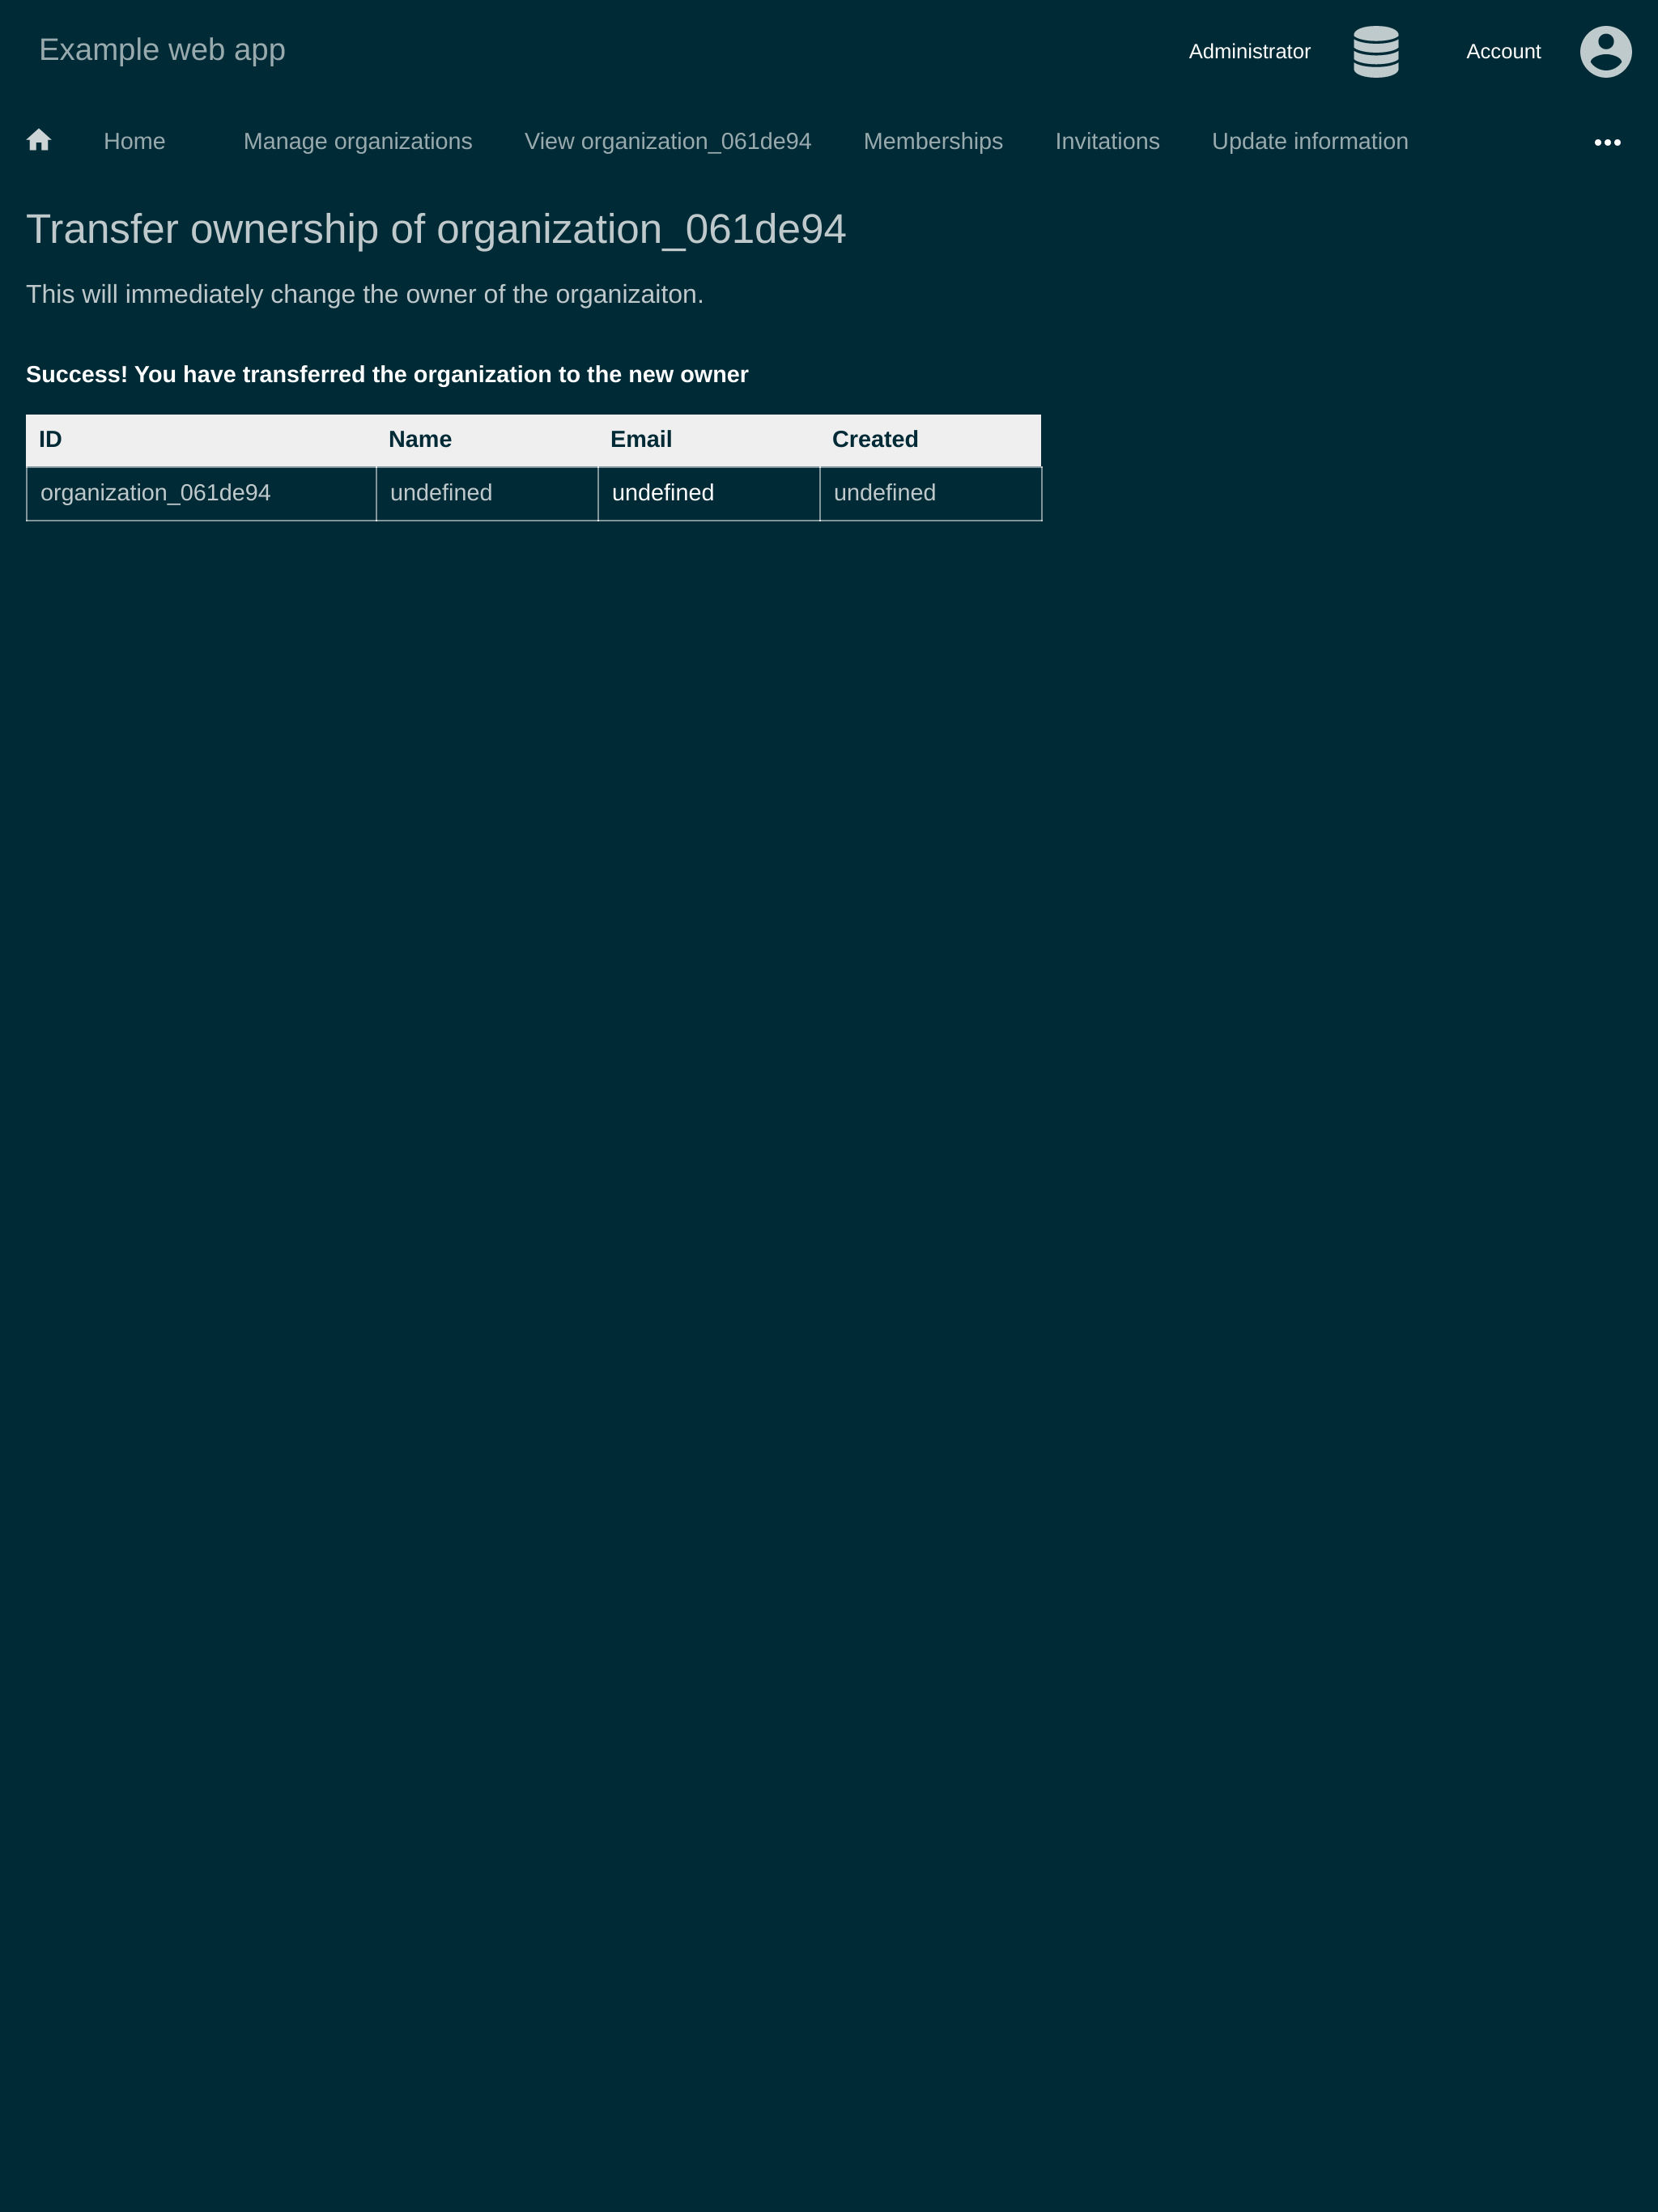 Example web app
Administrator
Account
Home Manage organizations View organization_061de94 Memberships Invitations Update information
Transfer ownership of organization_061de94
This will immediately change the owner of the organizaiton.
Success! You have transferred the organization to the new owner
ID Name Email Created
organization_061de94 undefined undefined undefined